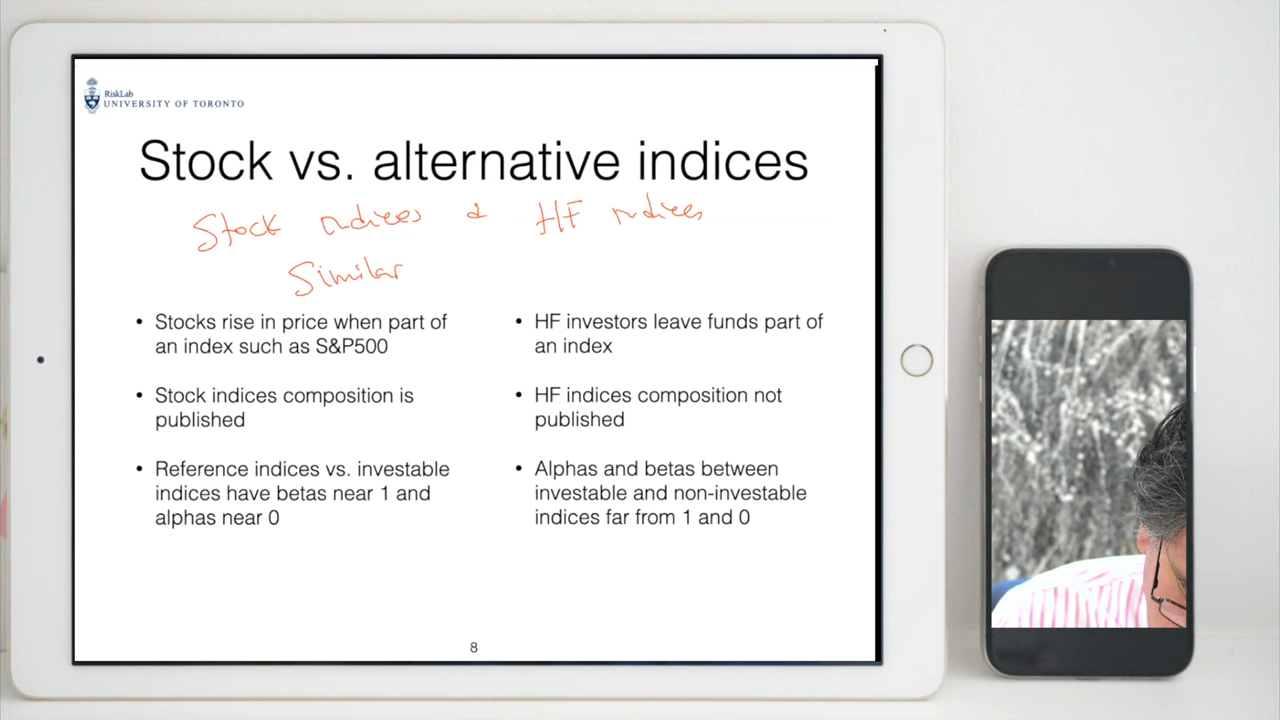 RiskLab
UNIVERSITY OF TORONTO
Stock vs. alternative indices
Stock indices & HF indices
Similar
• Stocks rise in price when part of
an index such as S&P500
• Stock indices composition is
published
• Reference indices vs. investable
indices have betas near 1 and
alphas near 0
• HF investors leave funds part of
an index
• HF indices composition not
published
• Alphas and betas between
investable and non-investable
indices far from 1 and 0
8